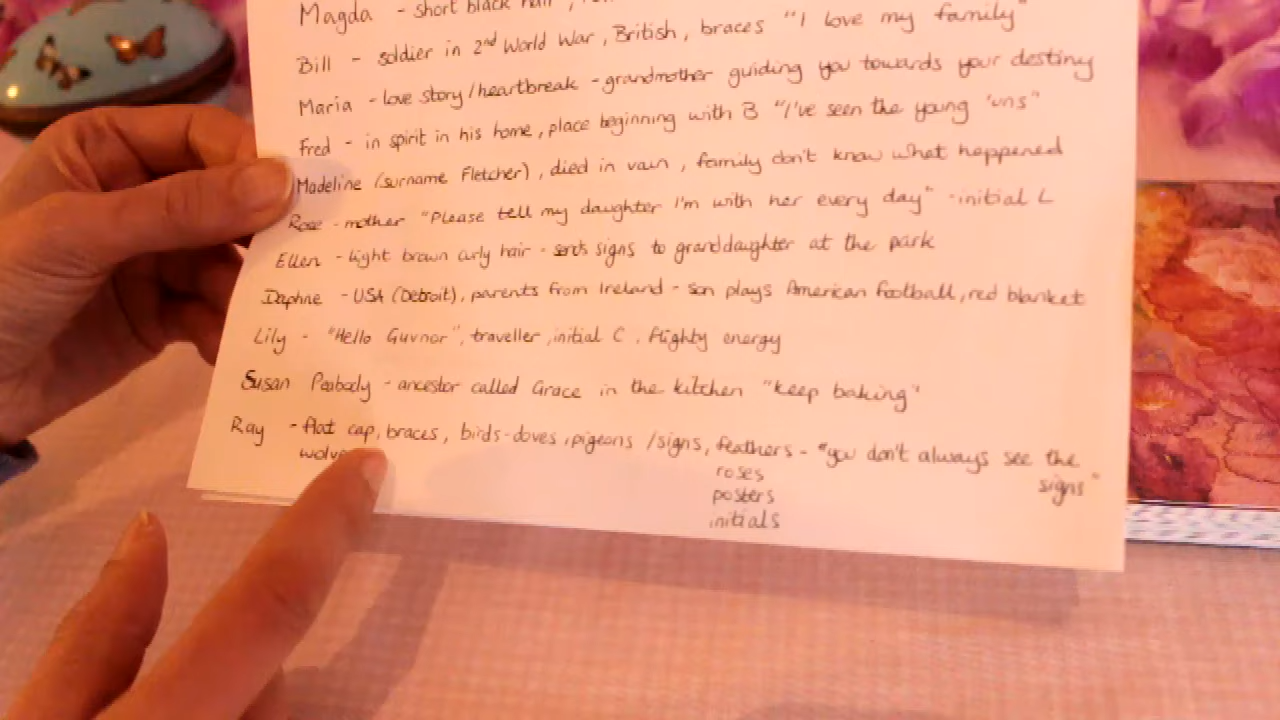 Magda - short black hair,
Bill - soldier in 2nd World War, British, braces "I love my family"
Maria - love story/heartbreak - grandmother guiding you towards your destiny
Fred - in spirit in his home, place beginning with B "I've seen the young 'uns"
Madeline (surname Fletcher), died in vain, family don't know what happened
Rose - mother "Please tell my daughter I'm with her every day" - initial L
Ellen - light brown curly hair - sends signs to granddaughter at the park
Daphne - USA (Detroit), parents from Ireland - son plays American football, red blanket
Lily - "Hello Guvnor", traveller, initial C, flighty energy
Susan Peabody - ancestor called Grace in the kitchen "keep baking"
Ray - flat cap, braces, birds-doves, pigeons /signs, feathers - "you don't always see the signs"
roses
posters
initials